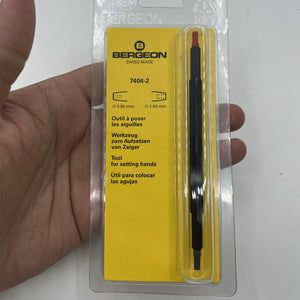 BERGEON
B
BERGEON
SWISS MADE
7404-2
Ø 0.80 mm Ø 1.50 mm
Outil à poser
les aiguilles
Werkzeug
zum Aufsetzen
von Zeiger
Tool
for setting hands
Útil para colocar
las agujas